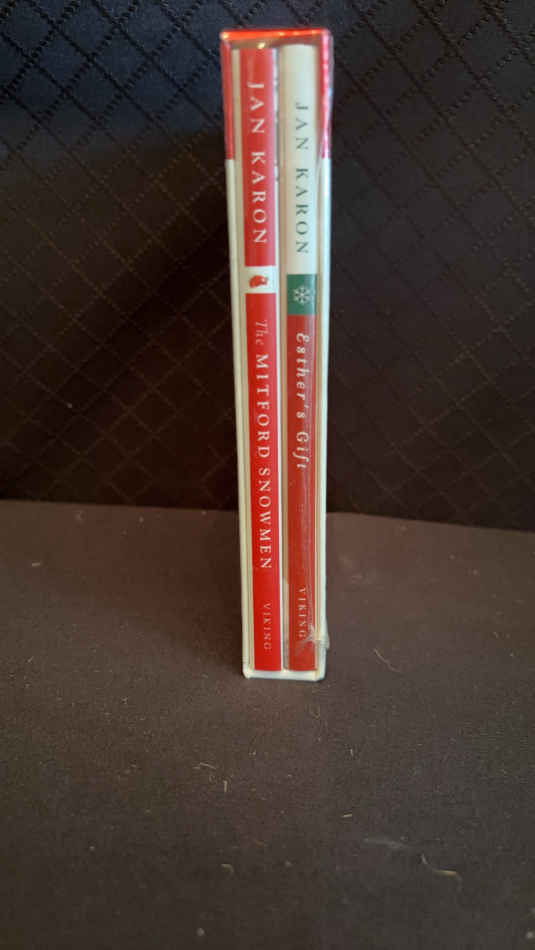 JAN KARON
The MITFORD SNOWMEN
VIKING
JAN KARON
Esther's Gift
VIKING